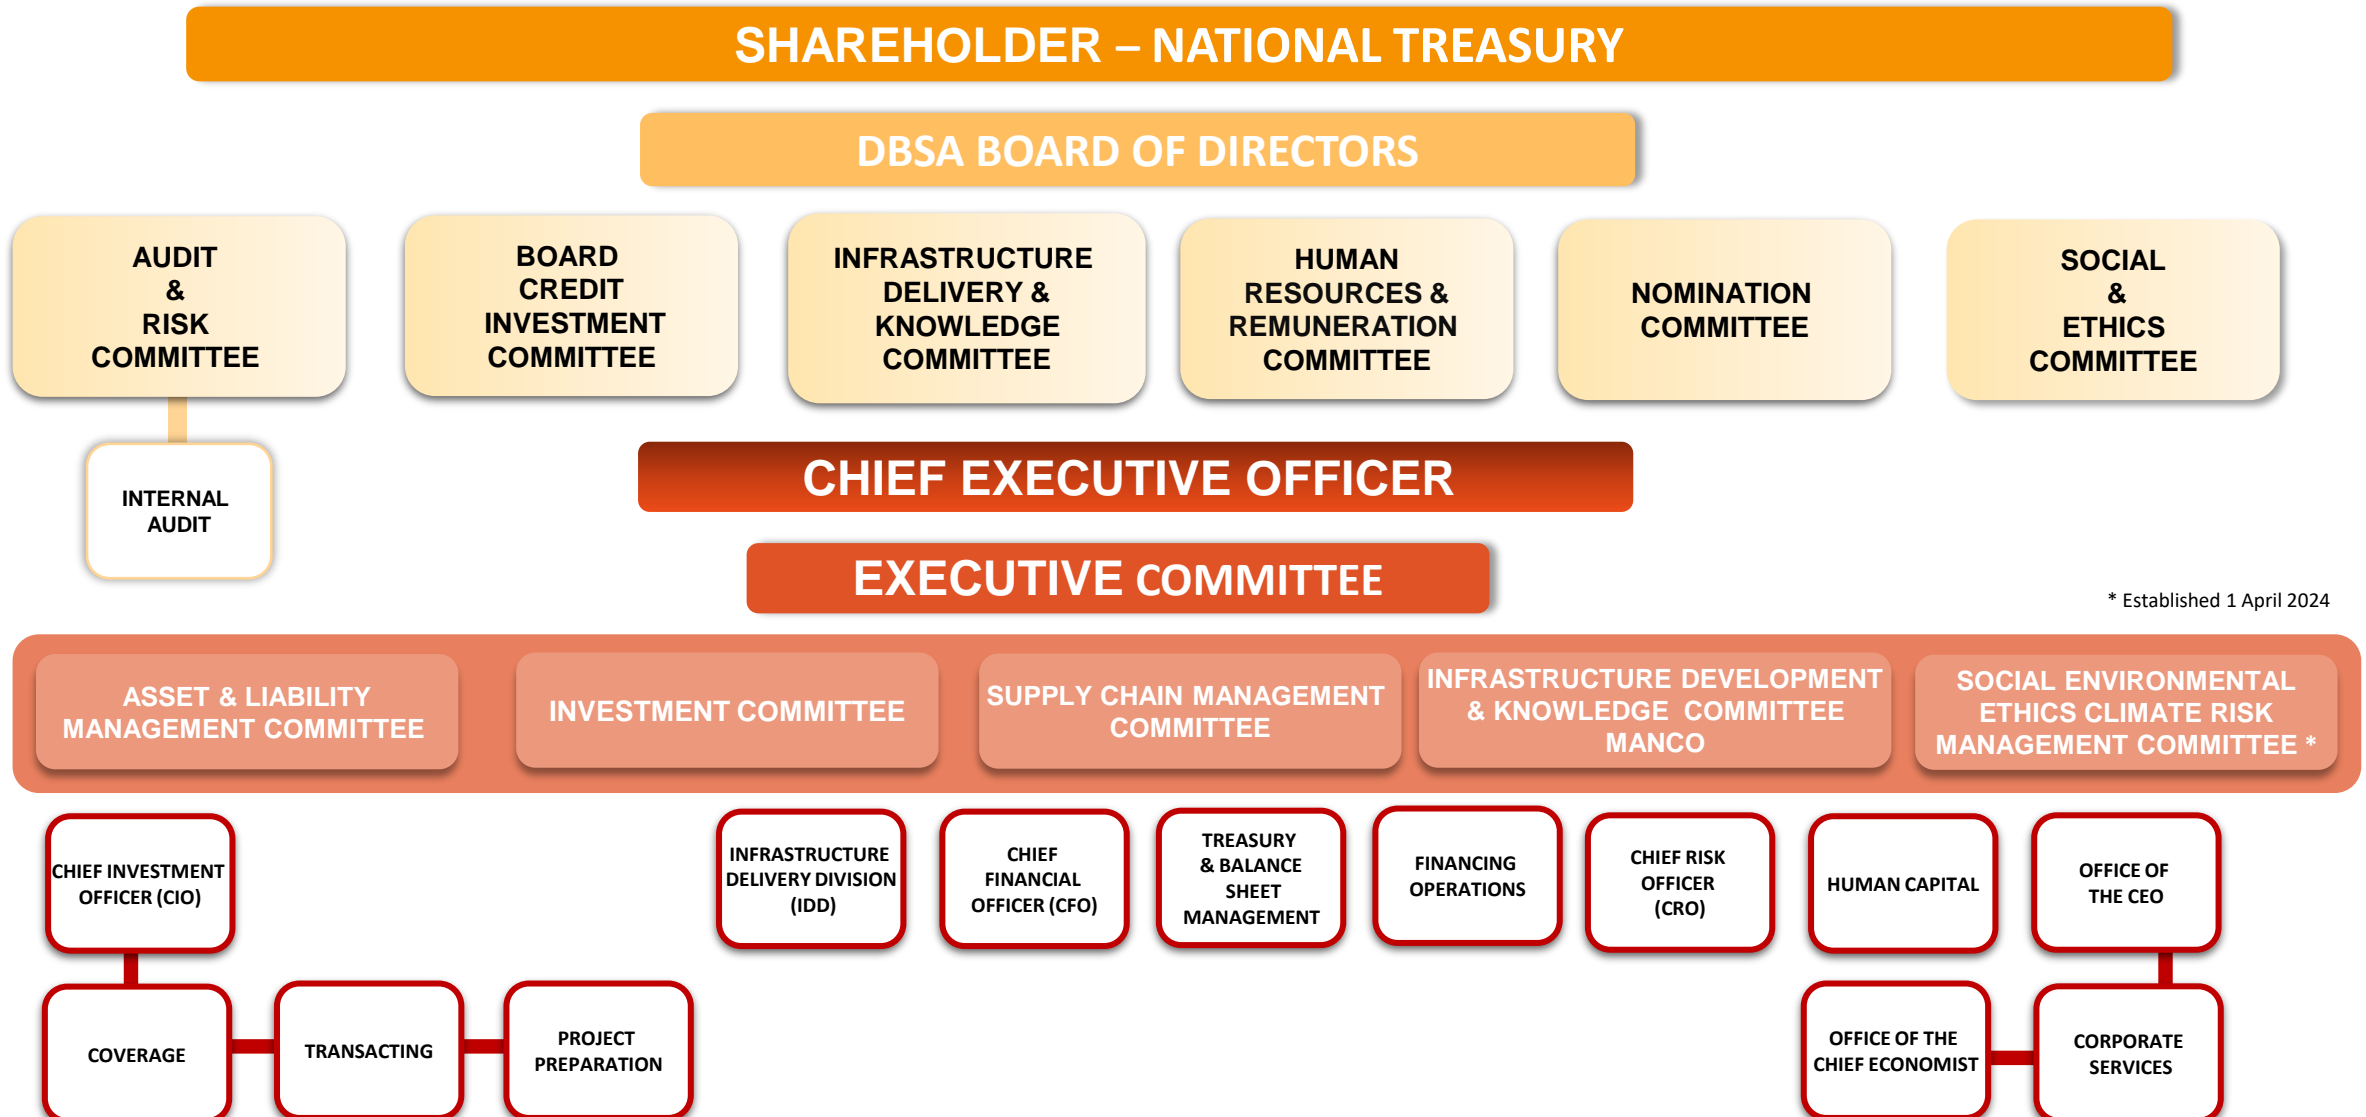 SHAREHOLDER – NATIONAL TREASURY
DBSA BOARD OF DIRECTORS
AUDIT
&
RISK
COMMITTEE
BOARD
CREDIT
INVESTMENT
COMMITTEE
INFRASTRUCTURE
DELIVERY &
KNOWLEDGE
COMMITTEE
HUMAN
RESOURCES &
REMUNERATION
COMMITTEE
NOMINATION
COMMITTEE
SOCIAL
&
ETHICS
COMMITTEE
INTERNAL
AUDIT
CHIEF EXECUTIVE OFFICER
EXECUTIVE COMMITTEE
* Established 1 April 2024
ASSET & LIABILITY
MANAGEMENT COMMITTEE
INVESTMENT COMMITTEE
SUPPLY CHAIN MANAGEMENT
COMMITTEE
INFRASTRUCTURE DEVELOPMENT
& KNOWLEDGE COMMITTEE
MANCO
SOCIAL ENVIRONMENTAL
ETHICS CLIMATE RISK
MANAGEMENT COMMITTEE *
CHIEF INVESTMENT
OFFICER (CIO)
INFRASTRUCTURE
DELIVERY DIVISION
(IDD)
CHIEF
FINANCIAL
OFFICER (CFO)
TREASURY
& BALANCE
SHEET
MANAGEMENT
FINANCING
OPERATIONS
CHIEF RISK
OFFICER
(CRO)
HUMAN CAPITAL
OFFICE OF
THE CEO
COVERAGE
TRANSACTING
PROJECT
PREPARATION
OFFICE OF THE
CHIEF ECONOMIST
CORPORATE
SERVICES